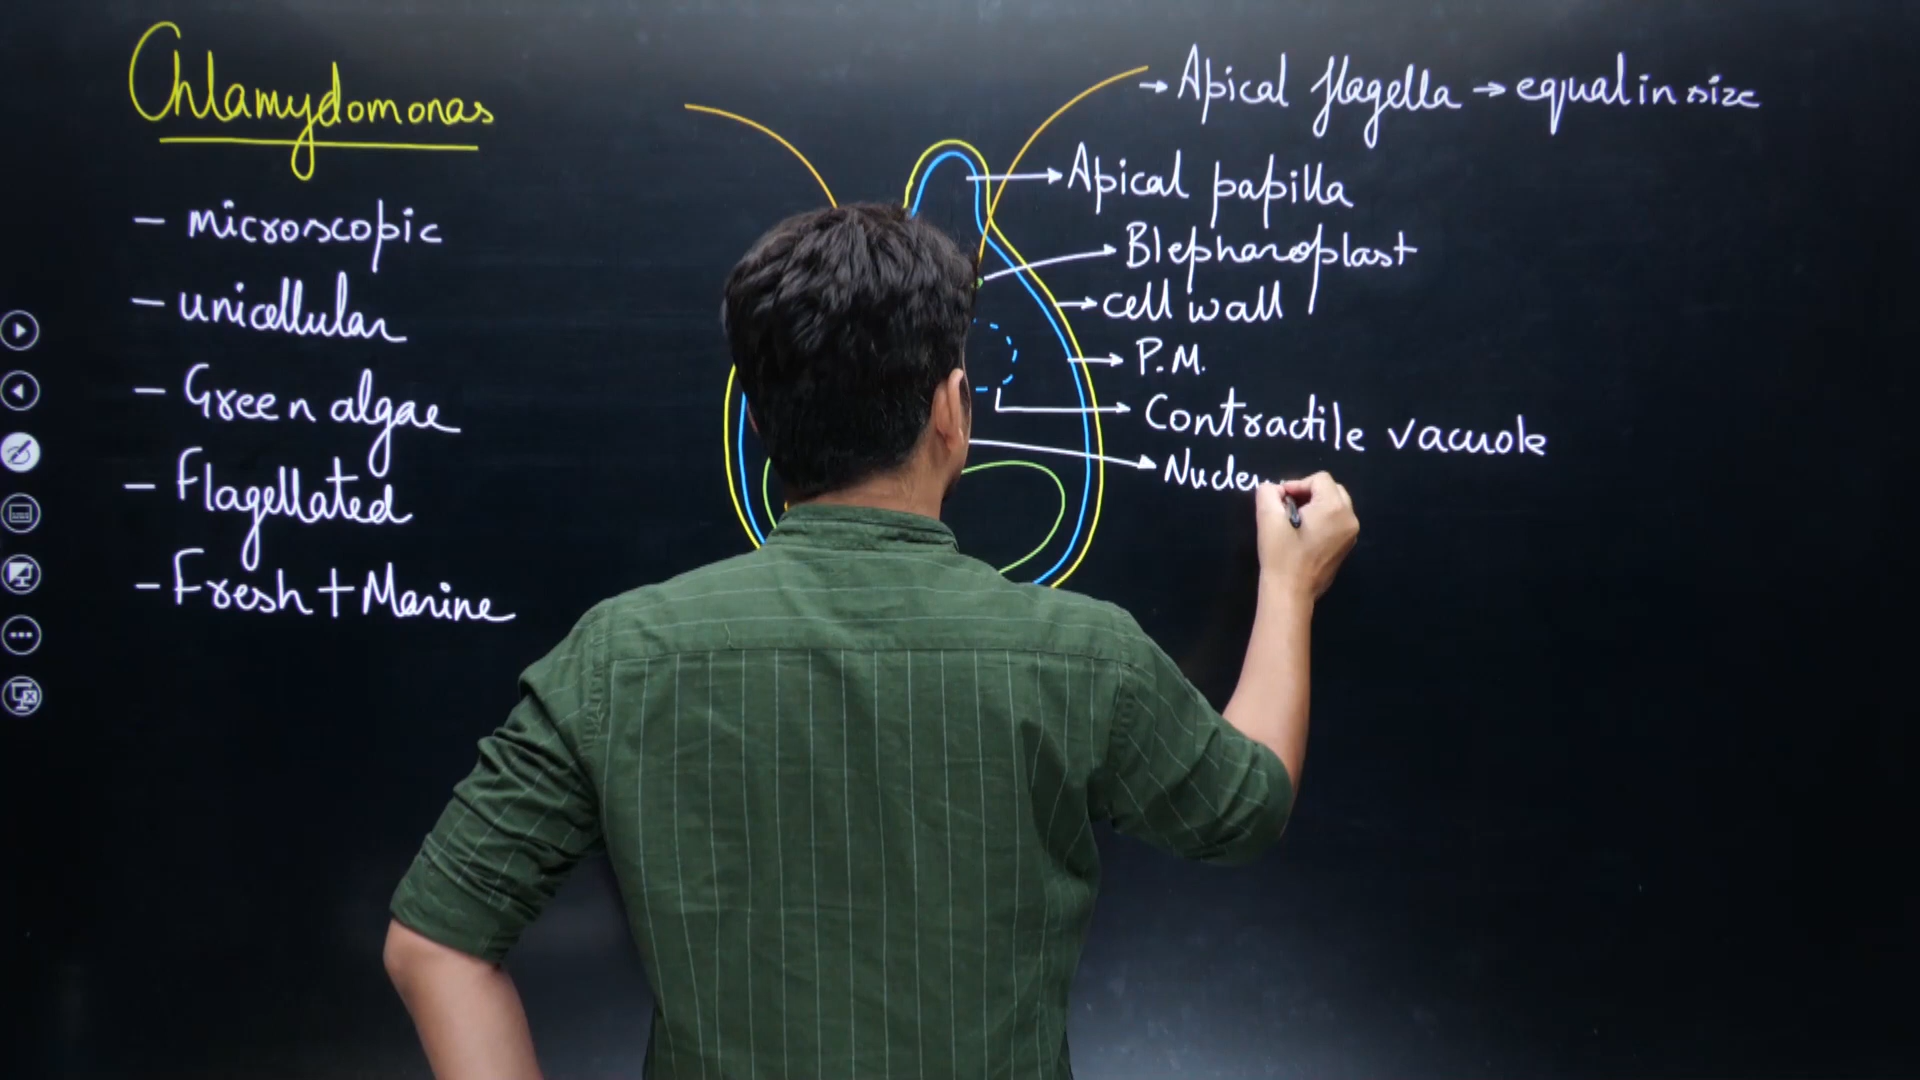 Chlamydomonas
- microscopic
- unicellular
- Green algae
- Flagellated
- Fresh + Marine
→ Apical flagella → equal in size
Apical papilla
Blepharoplast
cell wall
P.M.
Contractile vacuole